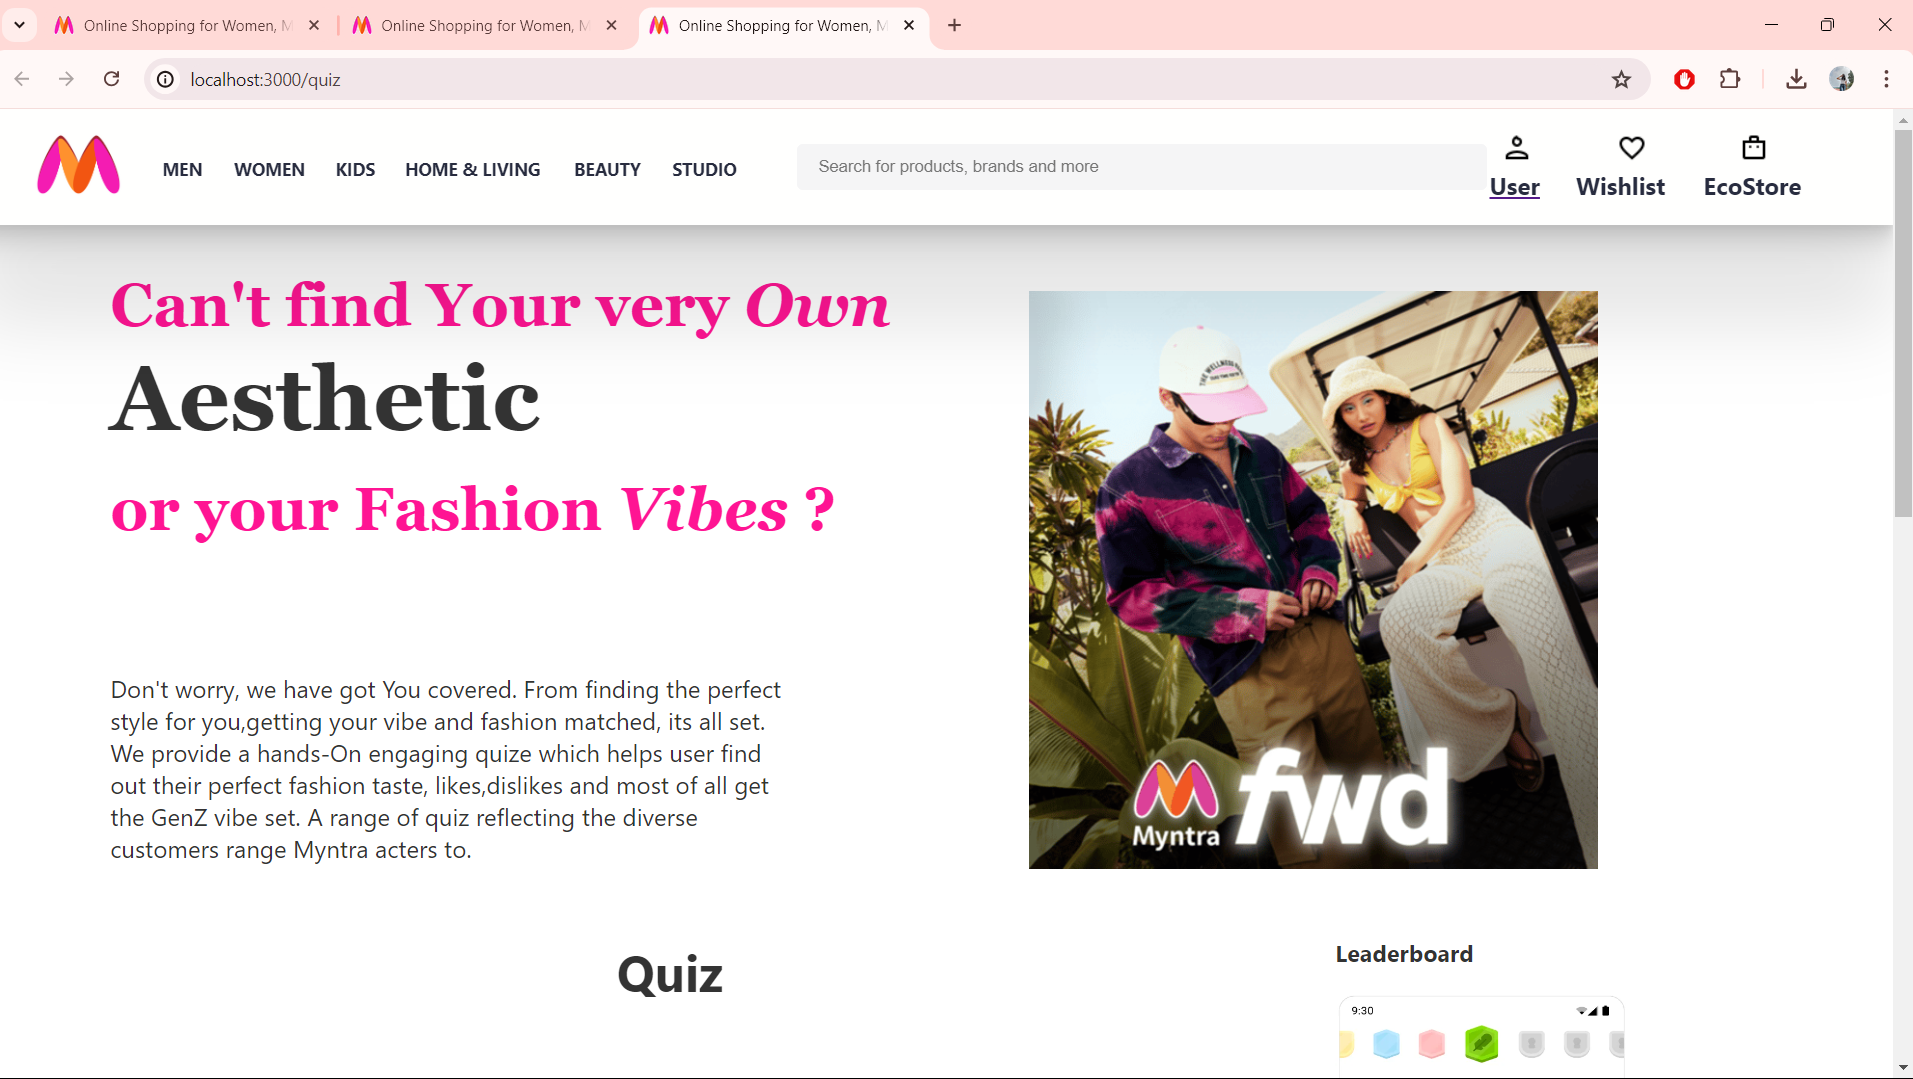 Online Shopping for Women, M
Online Shopping for Women, M
Online Shopping for Women, M
localhost:3000/quiz
MEN WOMEN KIDS HOME & LIVING BEAUTY STUDIO
Search for products, brands and more
User Wishlist EcoStore
Can't find Your very Own
Aesthetic
or your Fashion Vibes ?
Don't worry, we have got You covered. From finding the perfect
style for you,getting your vibe and fashion matched, its all set.
We provide a hands-On engaging quize which helps user find
out their perfect fashion taste, likes,dislikes and most of all get
the GenZ vibe set. A range of quiz reflecting the diverse
customers range Myntra acters to.
Myntra
fwd
Quiz
Leaderboard
9:30